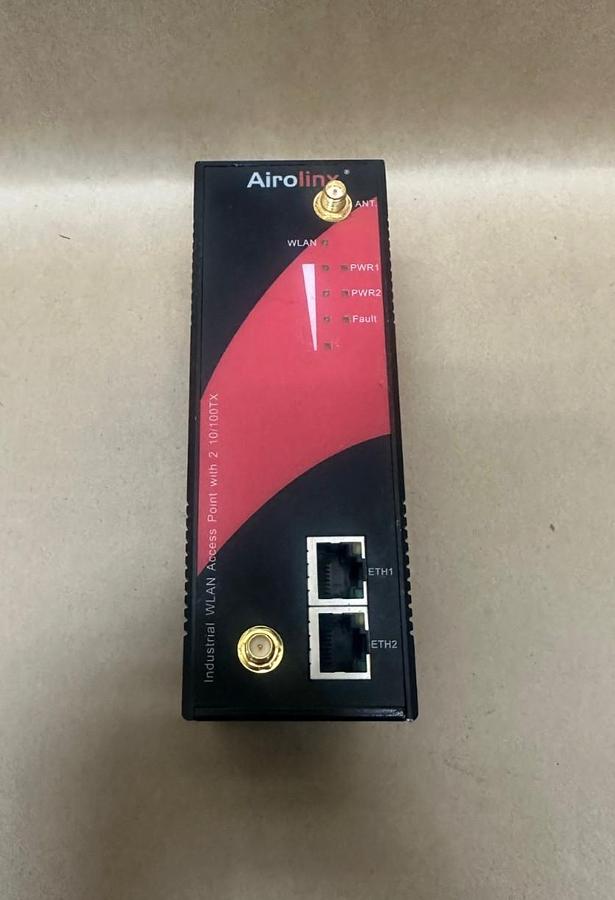 Airolinx®
ANT.
WLAN
PWR1
PWR2
Fault
Industrial WLAN Access Point with 2 10/100TX
ETH1
ETH2